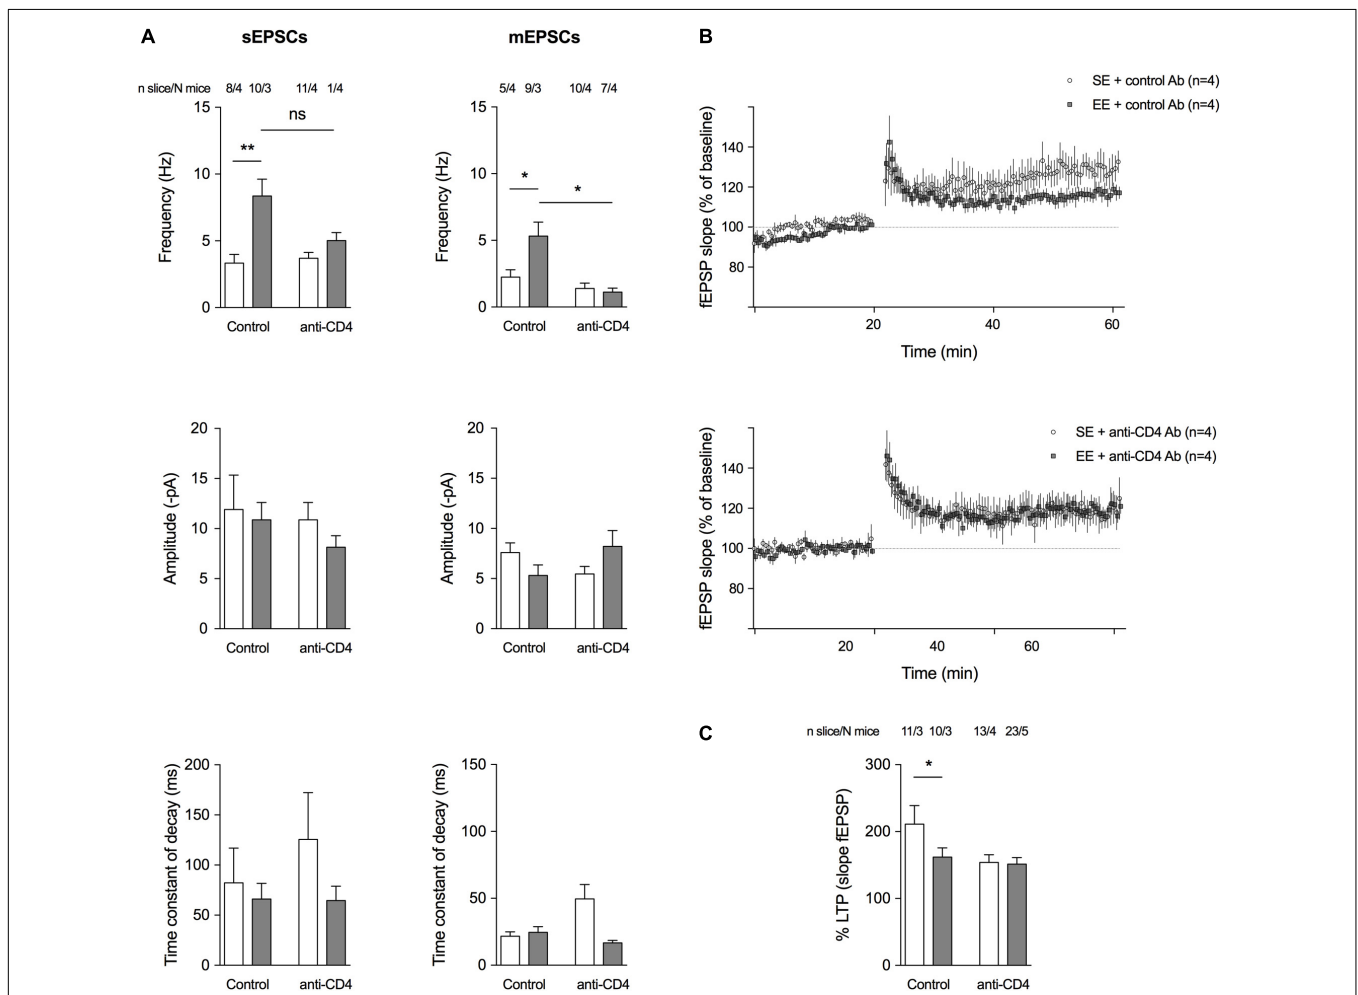 A
sEPSCs
mEPSCs
n slice/N mice 8/4 10/3 11/4 1/4
5/4 9/3 10/4 7/4
Frequency (Hz)
15
10
5
0
ns
**
Control anti-CD4
Frequency (Hz)
15
10
5
0
*
*
Control anti-CD4
Amplitude (-pA)
20
15
10
5
0
Control anti-CD4
Amplitude (-pA)
20
15
10
5
0
Control anti-CD4
Time constant of decay (ms)
200
150
100
50
0
Control anti-CD4
Time constant of decay (ms)
150
100
50
0
Control anti-CD4
B
SE + control Ab (n=4)
EE + control Ab (n=4)
fEPSP slope (% of baseline)
140
120
100
80
20 40 60
Time (min)
SE + anti-CD4 Ab (n=4)
EE + anti-CD4 Ab (n=4)
fEPSP slope (% of baseline)
140
120
100
80
20 40 60
Time (min)
C
n slice/N mice 11/3 10/3 13/4 23/5
% LTP (slope fEPSP)
300
200
100
0
*
Control anti-CD4